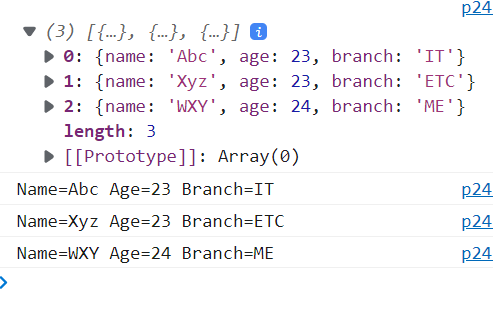 p24
(3) [{…}, {…}, {…}] i
0: {name: 'Abc', age: 23, branch: 'IT'}
1: {name: 'Xyz', age: 23, branch: 'ETC'}
2: {name: 'WXY', age: 24, branch: 'ME'}
length: 3
[[Prototype]]: Array(0)
Name=Abc Age=23 Branch=IT p24
Name=Xyz Age=23 Branch=ETC p24
Name=WXY Age=24 Branch=ME p24